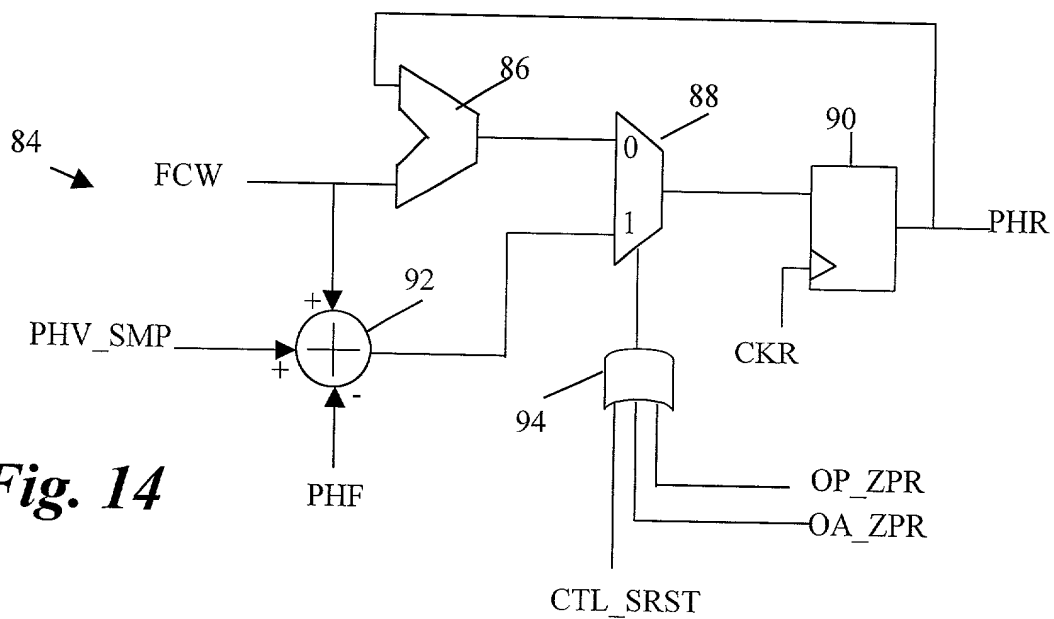 86
88
90
84
FCW
0
1
PHR
+
92
PHV_SMP
+
-
CKR
94
Fig. 14
PHF
OP_ZPR
OA_ZPR
CTL_SRST